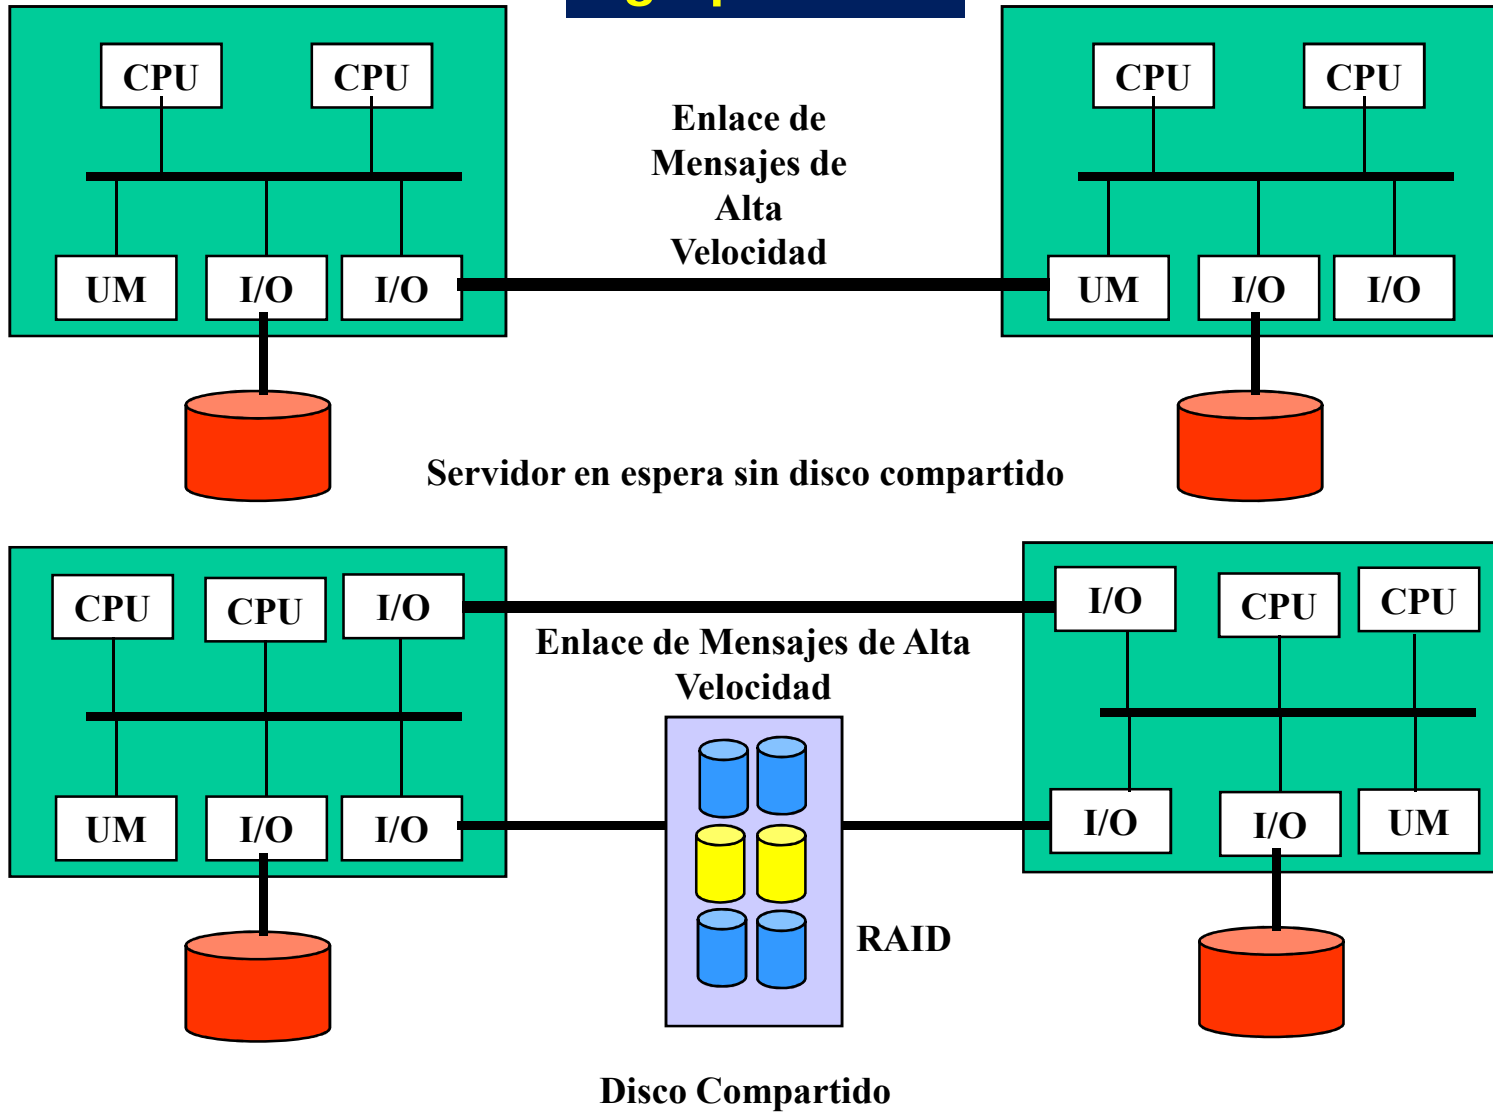 CPU
CPU
CPU
CPU
Enlace de
Mensajes de
Alta
Velocidad
UM
I/O
I/O
UM
I/O
I/O
Servidor en espera sin disco compartido
CPU
CPU
I/O
I/O
CPU
CPU
Enlace de Mensajes de Alta
Velocidad
UM
I/O
I/O
I/O
I/O
UM
RAID
Disco Compartido